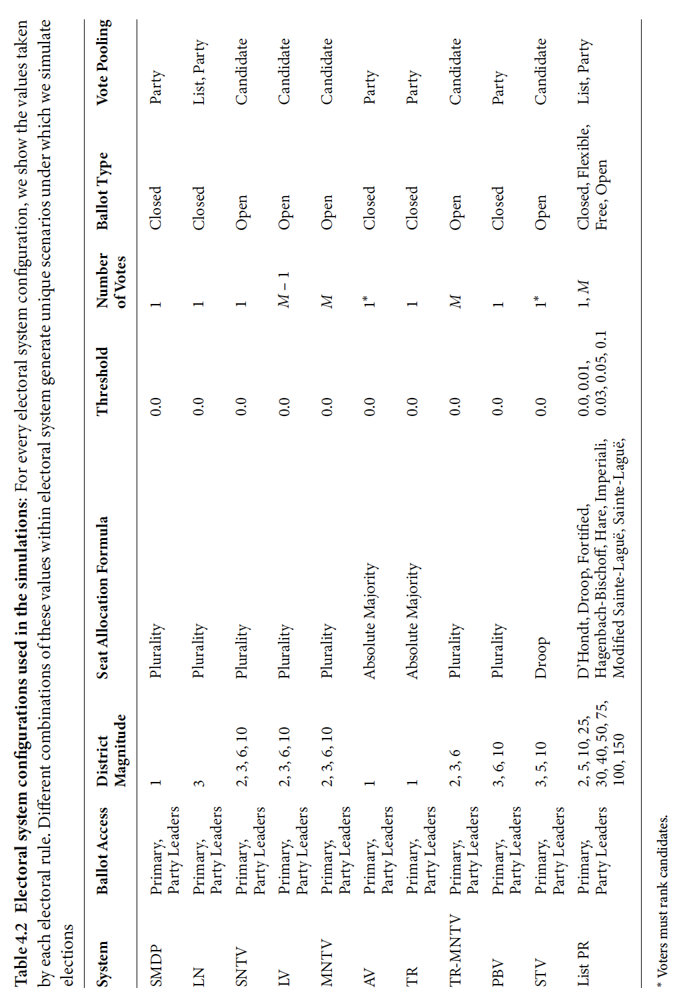 Table 4.2 Electoral system configurations used in the simulations: For every electoral system configuration, we show the values taken
by each electoral rule. Different combinations of these values within electoral system generate unique scenarios under which we simulate
elections
System Ballot Access District Magnitude Seat Allocation Formula Threshold Number of Votes Ballot Type Vote Pooling
SMDP Primary, Party Leaders 1 Plurality 0.0 1 Closed Party
LN Primary, Party Leaders 3 Plurality 0.0 1 Closed List, Party
SNTV Primary, Party Leaders 2, 3, 6, 10 Plurality 0.0 1 Open Candidate
LV Primary, Party Leaders 2, 3, 6, 10 Plurality 0.0 M – 1 Open Candidate
MNTV Primary, Party Leaders 2, 3, 6, 10 Plurality 0.0 M Open Candidate
AV Primary, Party Leaders 1 Absolute Majority 0.0 1* Closed Party
TR Primary, Party Leaders 1 Absolute Majority 0.0 1 Closed Party
TR-MNTV Primary, Party Leaders 2, 3, 6 Plurality 0.0 M Open Candidate
PBV Primary, Party Leaders 3, 6, 10 Plurality 0.0 1 Closed Party
STV Primary, Party Leaders 3, 5, 10 Droop 0.0 1* Open Candidate
List PR Primary, 2, 5, 10, 25, D'Hondt, Droop, Fortified, 0.0, 0.01, 1, M Closed, Flexible, List, Party
Party Leaders 30, 40, 50, 75, Hagenbach-Bischoff, Hare, Imperiali, 0.03, 0.05, 0.1 Free, Open
100, 150 Modified Sainte-Laguë, Sainte-Laguë,
* Voters must rank candidates.